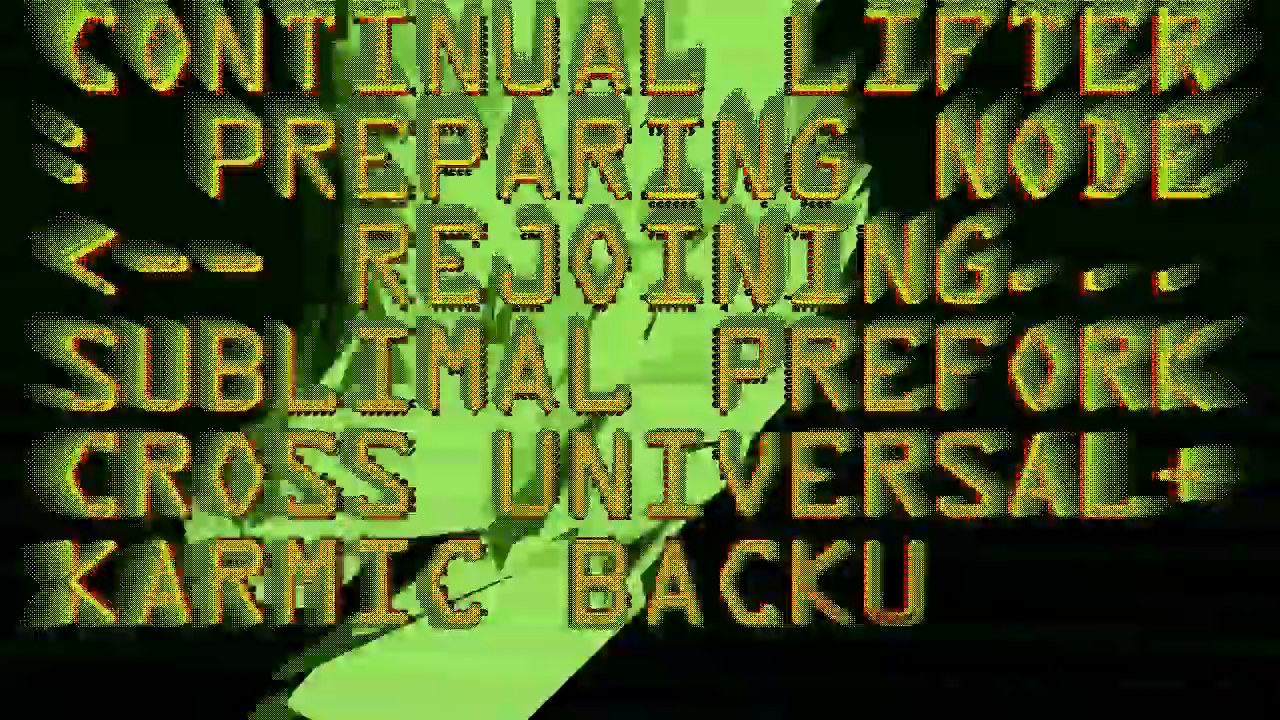 CONTINUAL LIFTER
: PREPARING NODE
<-- REJOINING...
SUBLIMAL PREFORK
CROSS UNIVERSAL+
KARMIC BACKU